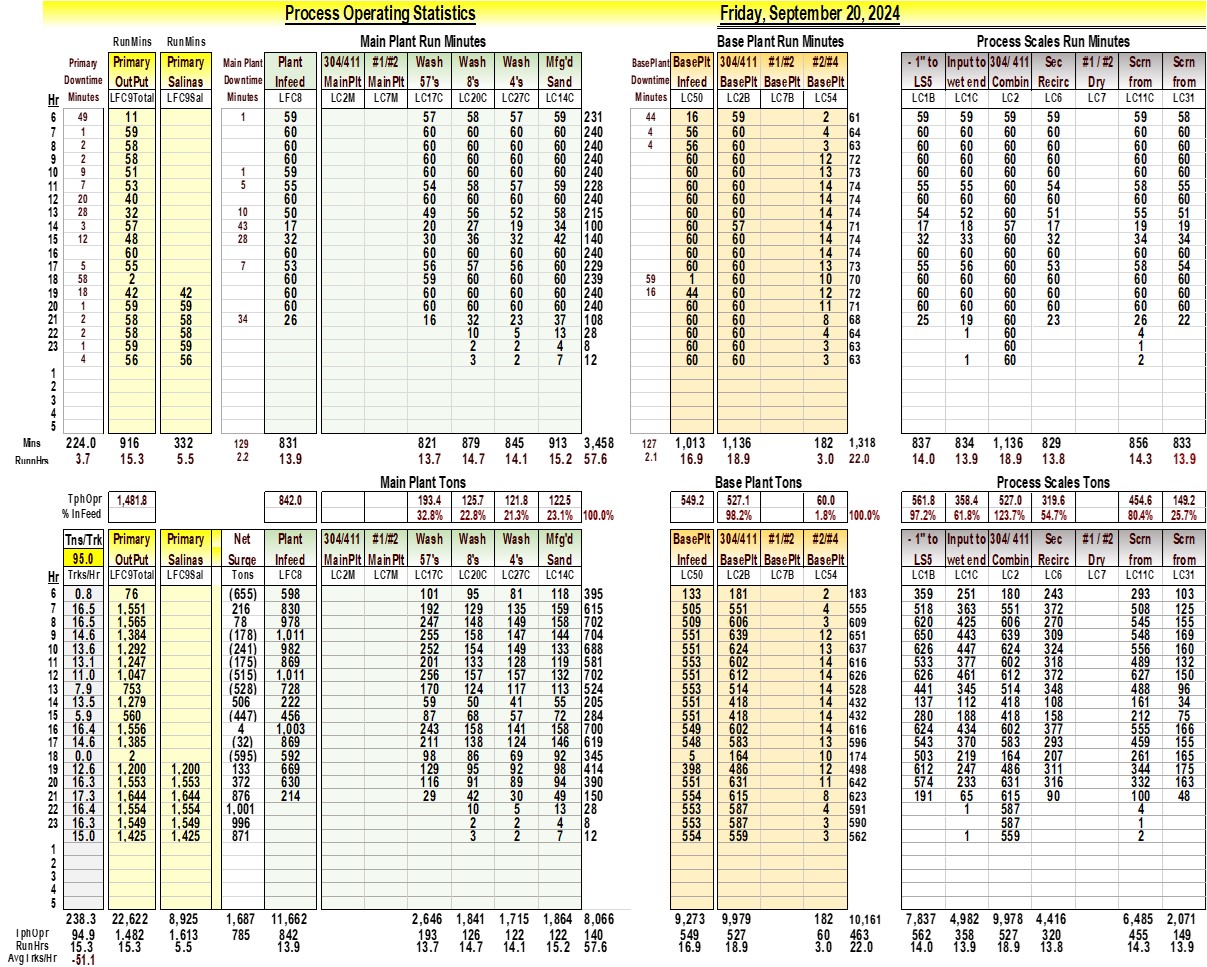 Process Operating Statistics Friday, September 20, 2024
RunMins RunMins Main Plant Run Minutes Base Plant Run Minutes Process Scales Run Minutes
Primary Primary Primary Main Plant Plant 304/411 #1/#2 Wash Wash Wash Mfg'd BasePlant BasePlt 304/411 #1/#2 #2/#4 - 1" to Input to 304/ 411 Sec #1 / #2 Scrn Scrn
Downtime OutPut Salinas Downtime Infeed MainPlt MainPlt 57's 8's 4's Sand Downtime Infeed BasePlt BasePlt BasePlt LS5 wet end Combin Recirc Dry from from
Hr Minutes LFC9Total LFC9Sal Minutes LFC8 LC2M LC7M LC17C LC20C LC27C LC14C Minutes LC50 LC2B LC7B LC54 LC1B LC1C LC2 LC6 LC7 LC11C LC31
6 49 11 1 59 57 58 57 59 231 44 16 59 2 61 59 59 59 59 59 58
7 1 59 60 60 60 60 60 240 4 56 60 4 64 60 60 60 60 60 60
8 2 58 60 60 60 60 60 240 4 56 60 3 63 60 60 60 60 60 60
9 2 58 60 60 60 60 60 240 60 60 12 72 60 60 60 60 60 60
10 9 51 1 59 60 60 60 60 240 60 60 13 73 60 60 60 60 60 60
11 7 53 5 55 54 58 57 59 228 60 60 14 74 55 55 60 54 58 55
12 20 40 60 60 60 60 60 240 60 60 14 74 60 60 60 60 60 60
13 28 32 10 50 49 56 52 58 215 60 60 14 74 54 52 60 51 55 51
14 3 57 43 17 20 27 19 34 100 60 57 14 71 17 18 57 17 19 19
15 12 48 28 32 30 36 32 42 140 60 60 14 74 32 33 60 32 34 34
16 60 60 60 60 60 60 240 60 60 14 74 60 60 60 60 60 60
17 5 55 7 53 56 57 56 60 229 60 60 13 73 55 56 60 53 58 54
18 58 2 60 59 60 60 60 239 59 1 60 10 70 60 60 60 60 60 60
19 18 42 42 60 60 60 60 60 240 16 44 60 12 72 60 60 60 60 60 60
20 1 59 59 60 60 60 60 60 240 60 60 11 71 60 60 60 60 60 60
21 2 58 58 34 26 16 32 23 37 108 60 60 8 68 25 19 60 23 26 22
22 2 58 58 10 5 13 28 60 60 4 64 1 60 4
23 1 59 59 2 2 4 8 60 60 3 63 60 1
4 56 56 3 2 7 12 60 60 3 63 1 60 2
1
2
3
4
5
Mins 224.0 916 332 129 831 821 879 845 913 3,458 127 1,013 1,136 182 1,318 837 834 1,136 829 856 833
RunnHrs 3.7 15.3 5.5 2.2 13.9 13.7 14.7 14.1 15.2 57.6 2.1 16.9 18.9 3.0 22.0 14.0 13.9 18.9 13.8 14.3 13.9
Main Plant Tons Base Plant Tons Process Scales Tons
TphOpr 1,481.8 842.0 193.4 125.7 121.8 122.5 549.2 527.1 60.0 561.8 358.4 527.0 319.6 454.6 149.2
% InFeed 32.8% 22.8% 21.3% 23.1% 100.0% 98.2% 1.8% 100.0% 97.2% 61.8% 123.7% 54.7% 80.4% 25.7%
Tns/Trk Primary Primary Net Plant 304/411 #1/#2 Wash Wash Wash Mfg'd BasePlt 304/411 #1/#2 #2/#4 - 1" to Input to 304/ 411 Sec #1 / #2 Scrn Scrn
95.0 OutPut Salinas Surge Infeed MainPlt MainPlt 57's 8's 4's Sand Infeed BasePlt BasePlt BasePlt LS5 wet end Combin Recirc Dry from from
Hr Trks/Hr LFC9Total LFC9Sal Tons LFC8 LC2M LC7M LC17C LC20C LC27C LC14C LC50 LC2B LC7B LC54 LC1B LC1C LC2 LC6 LC7 LC11C LC31
6 0.8 76 (655) 598 101 95 81 118 395 133 181 2 183 359 251 180 243 293 103
7 16.5 1,551 216 830 192 129 135 159 615 505 551 4 555 518 363 551 372 508 125
8 16.5 1,565 78 978 247 148 149 158 702 509 606 3 609 620 425 606 270 545 155
9 14.6 1,384 (178) 1,011 255 158 147 144 704 551 639 12 651 650 443 639 309 548 169
10 13.6 1,292 (241) 982 252 154 149 133 688 551 624 13 637 626 447 624 324 556 160
11 13.1 1,247 (175) 869 201 133 128 119 581 553 602 14 616 533 377 602 318 489 132
12 11.0 1,047 (515) 1,011 256 157 157 132 702 551 612 14 626 626 461 612 372 627 150
13 7.9 753 (528) 728 170 124 117 113 524 553 514 14 528 441 345 514 348 488 96
14 13.5 1,279 506 222 59 50 41 55 205 551 418 14 432 137 112 418 108 161 34
15 5.9 560 (447) 456 87 68 57 72 284 551 418 14 432 280 188 418 158 212 75
16 16.4 1,556 4 1,003 243 158 141 158 700 549 602 14 616 624 434 602 377 555 166
17 14.6 1,385 (32) 869 211 138 124 146 619 548 583 13 596 543 370 583 293 459 155
18 0.0 2 (595) 592 98 86 69 92 345 5 164 10 174 503 219 164 207 261 165
19 12.6 1,200 1,200 133 669 129 95 92 98 414 398 486 12 498 612 247 486 311 344 175
20 16.3 1,553 1,553 372 630 116 91 89 94 390 551 631 11 642 574 233 631 316 332 163
21 17.3 1,644 1,644 876 214 29 42 30 49 150 554 615 8 623 191 65 615 90 100 48
22 16.4 1,554 1,554 1,001 10 5 13 28 553 587 4 591 1 587 4
23 16.3 1,549 1,549 996 2 2 4 8 553 587 3 590 587 1
15.0 1,425 1,425 871 3 2 7 12 554 559 3 562 1 559 2
1
2
3
4
5
238.3 22,622 8,925 1,687 11,662 2,646 1,841 1,715 1,864 8,066 9,273 9,979 182 10,161 7,837 4,982 9,978 4,416 6,485 2,071
TphOpr 94.9 1,482 1,613 785 842 193 126 122 122 140 549 527 60 463 562 358 527 320 455 149
RunHrs 15.3 15.3 5.5 13.9 13.7 14.7 14.1 15.2 57.6 16.9 18.9 3.0 22.0 14.0 13.9 18.9 13.8 14.3 13.9
AvgTrks/Hr -51.1